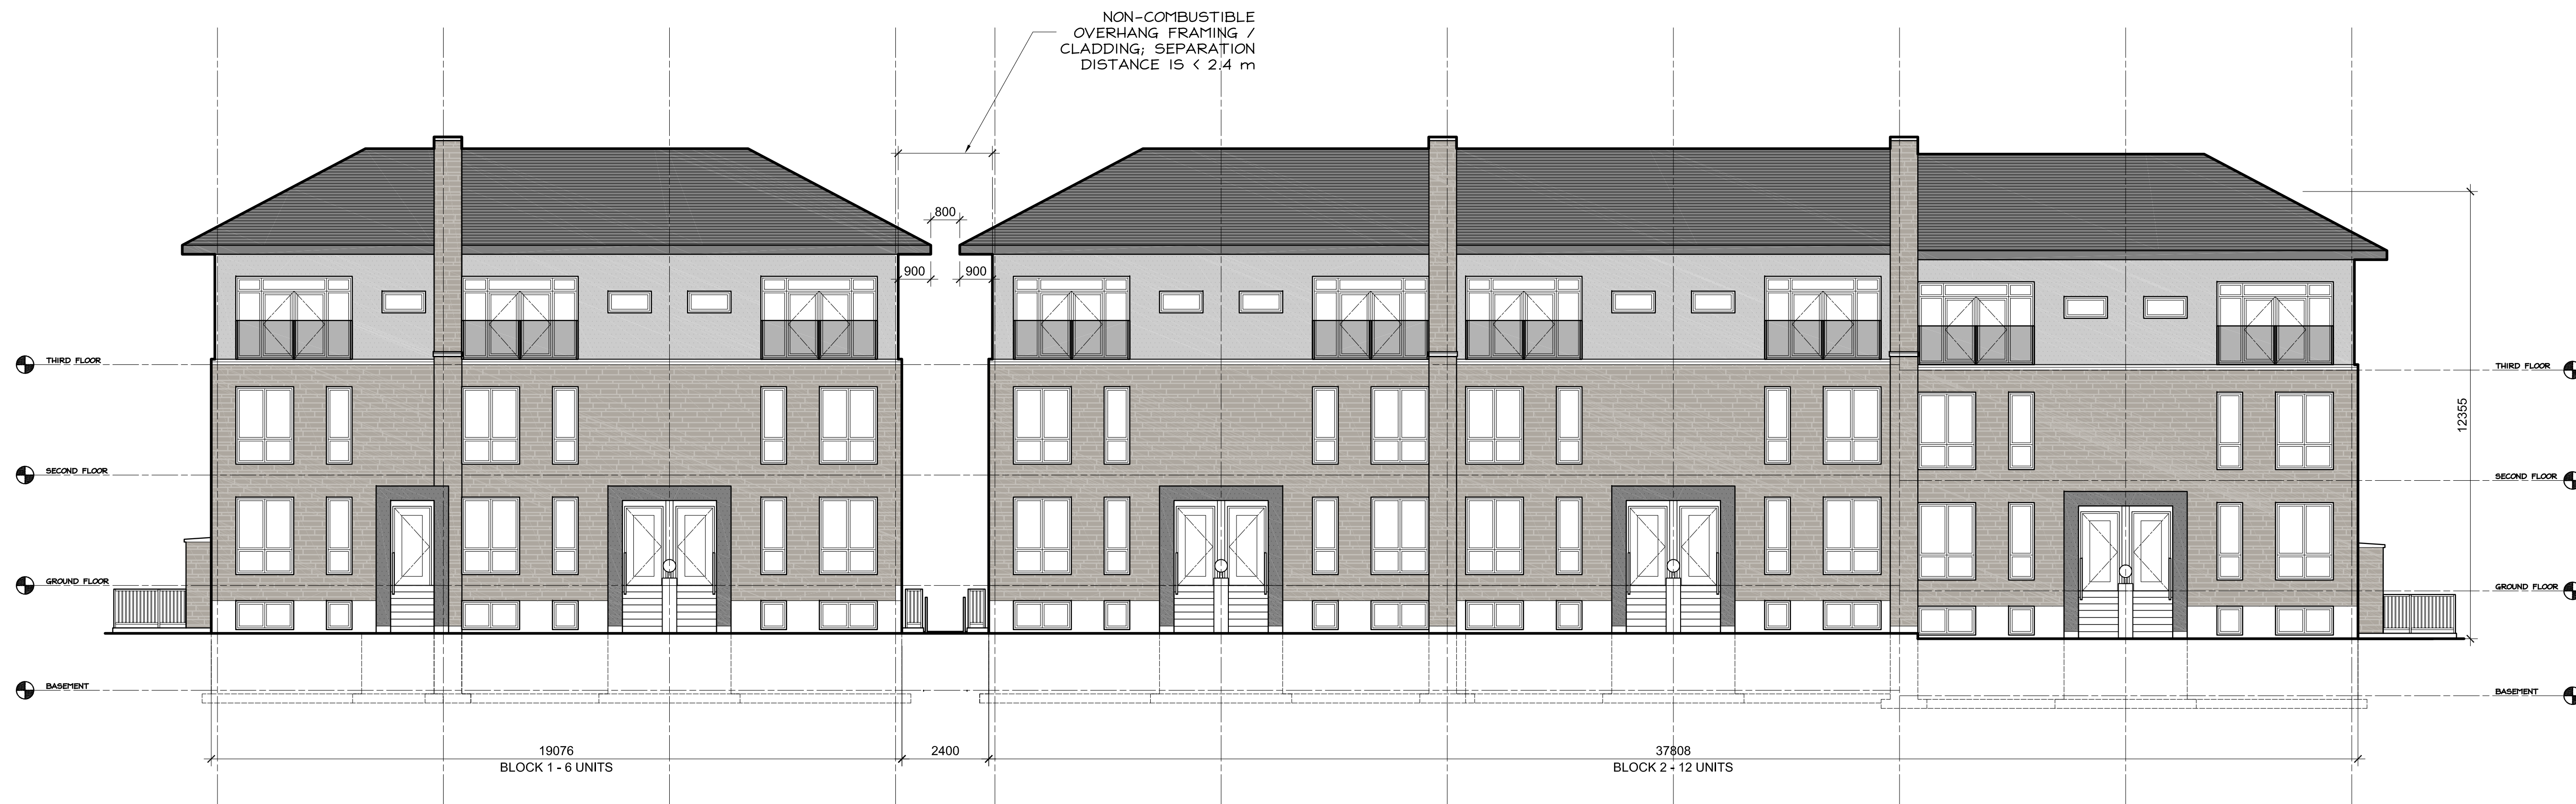 NON-COMBUSTIBLE
OVERHANG FRAMING /
CLADDING; SEPARATION
DISTANCE IS < 2.4 m
800
900
900
THIRD FLOOR
THIRD FLOOR
12355
SECOND FLOOR
SECOND FLOOR
GROUND FLOOR
GROUND FLOOR
BASEMENT
BASEMENT
19076
2400
37808
BLOCK 1 - 6 UNITS
BLOCK 2 - 12 UNITS